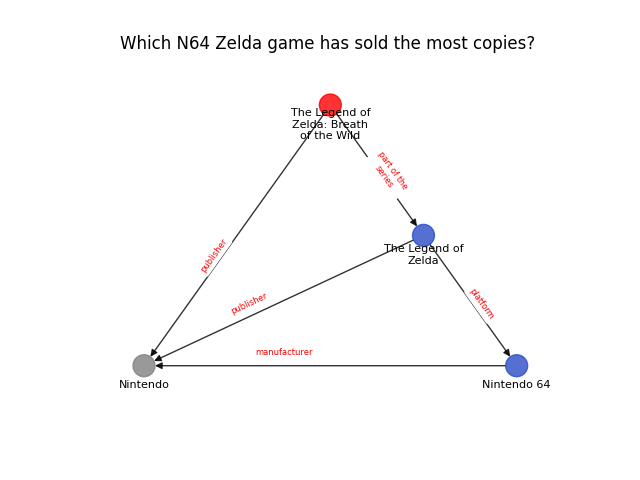 Which N64 Zelda game has sold the most copies?
The Legend of
Zelda: Breath
of the Wild
part of the
series
publisher
The Legend of
Zelda
publisher
platform
manufacturer
Nintendo
Nintendo 64